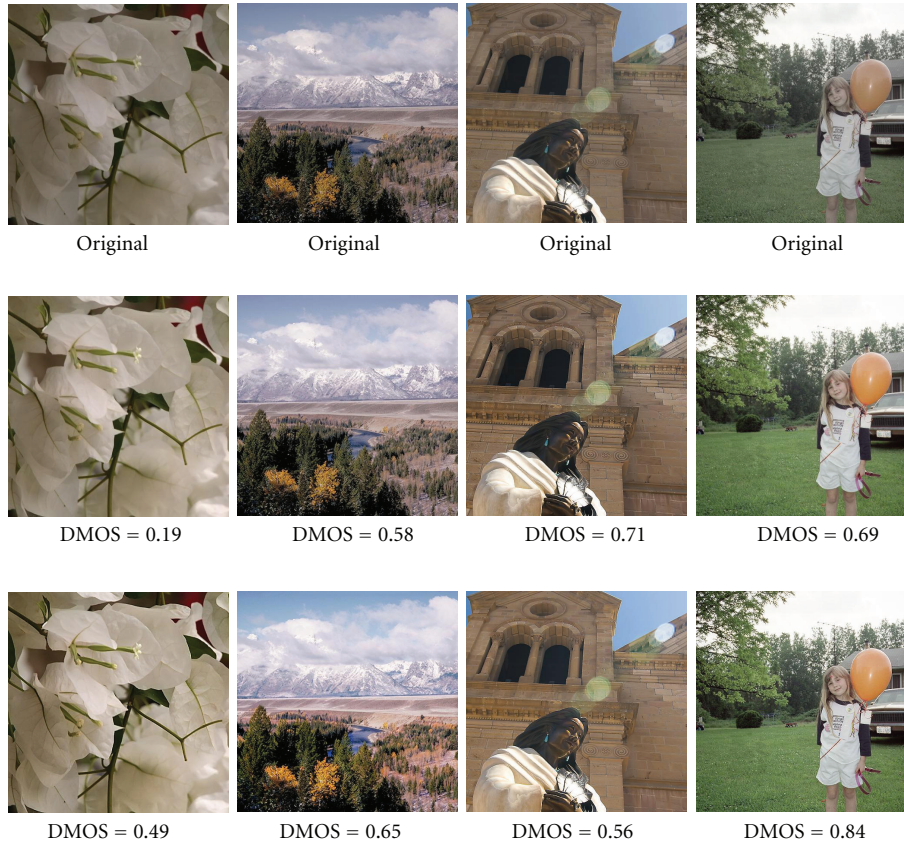 Original Original Original Original
DMOS = 0.19 DMOS = 0.58 DMOS = 0.71 DMOS = 0.69
DMOS = 0.49 DMOS = 0.65 DMOS = 0.56 DMOS = 0.84